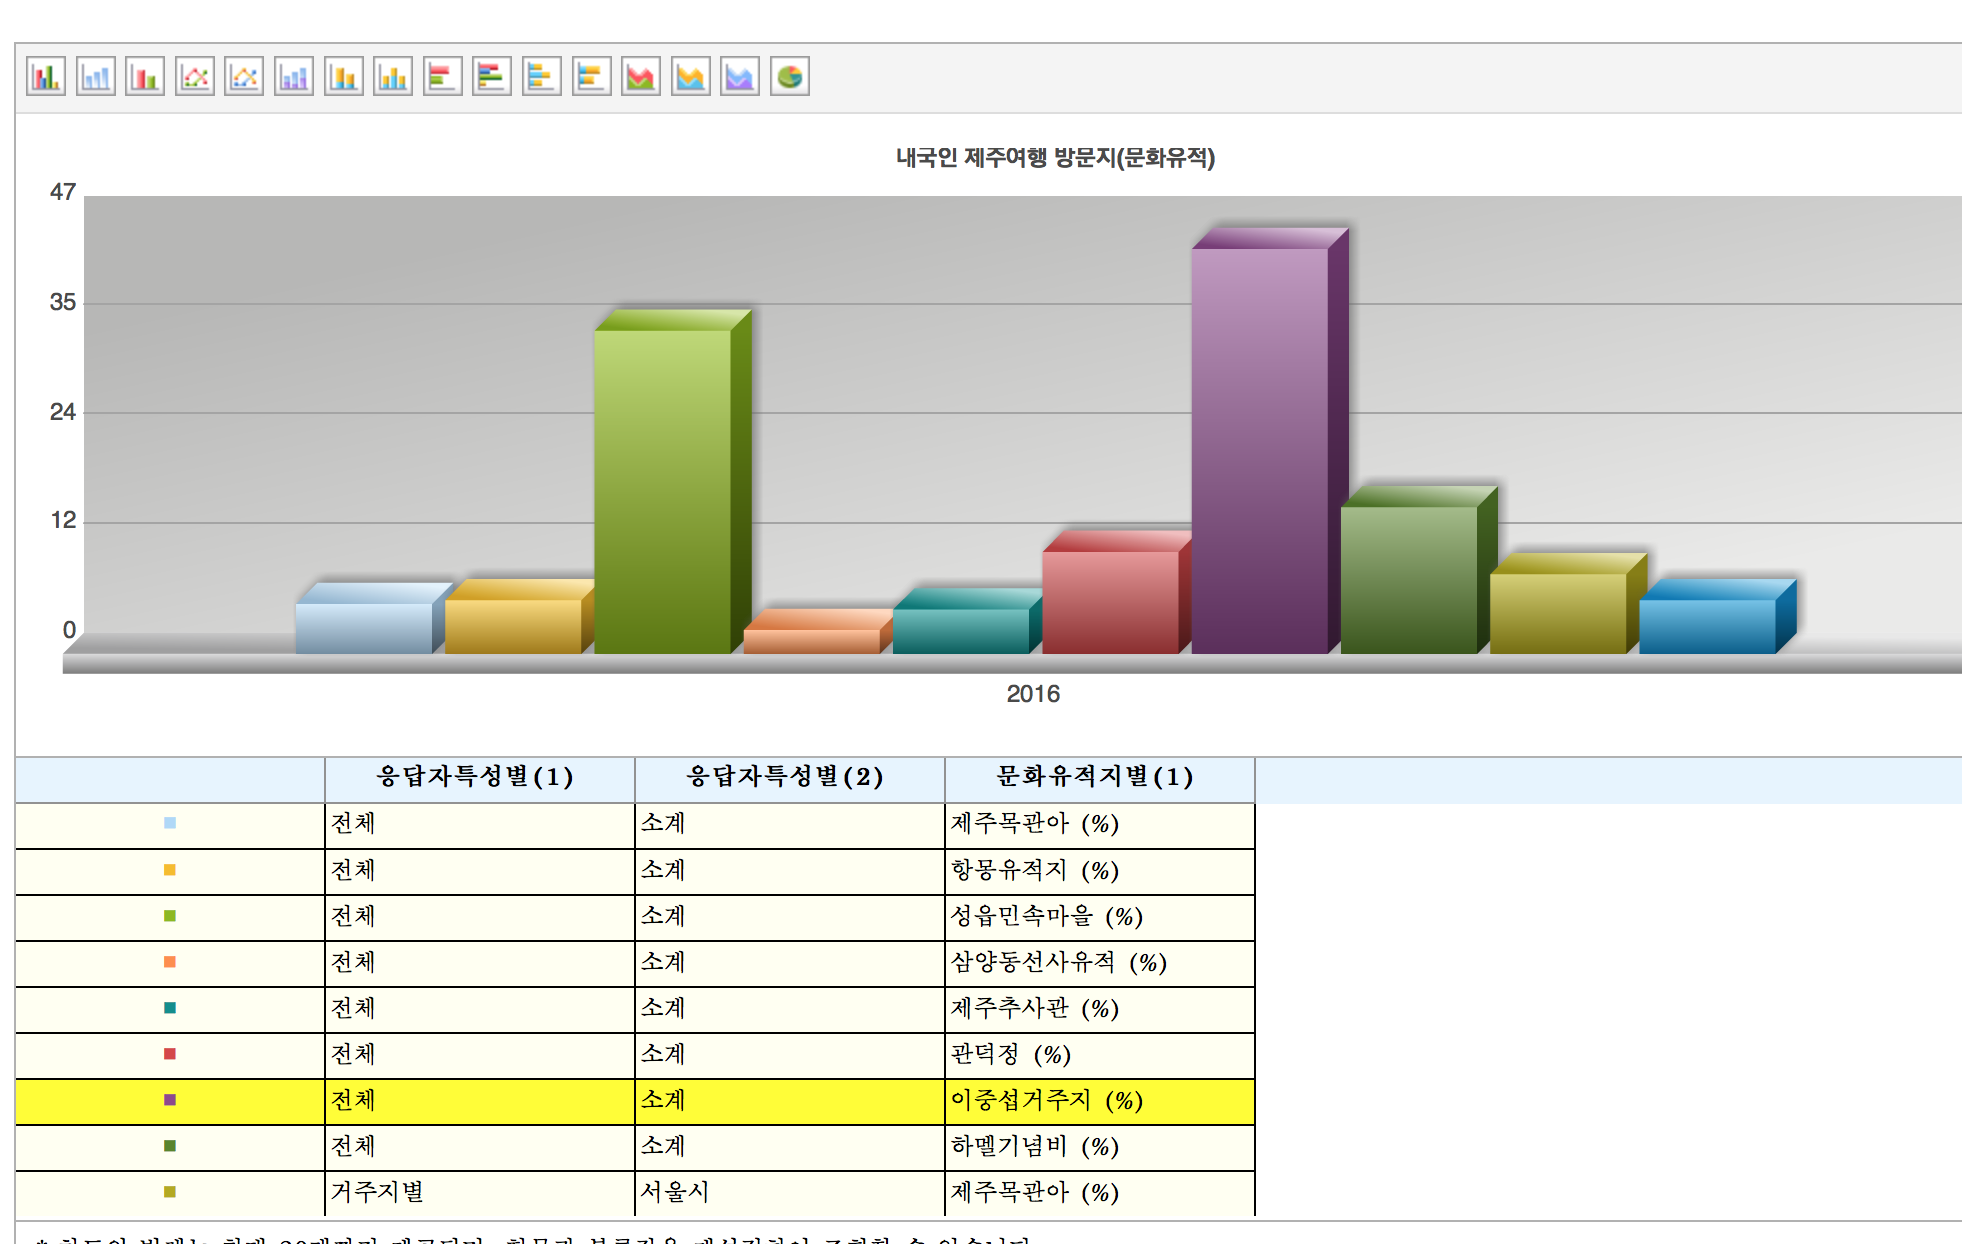 내국인 제주여행 방문지(문화유적)
47
35
24
12
0
2016
응답자특성별(1) 응답자특성별(2) 문화유적지별(1)
전체 소계 제주목관아 (%)
전체 소계 항몽유적지 (%)
전체 소계 성읍민속마을 (%)
전체 소계 삼양동선사유적 (%)
전체 소계 제주추사관 (%)
전체 소계 관덕정 (%)
전체 소계 이중섭거주지 (%)
전체 소계 하멜기념비 (%)
거주지별 서울시 제주목관아 (%)